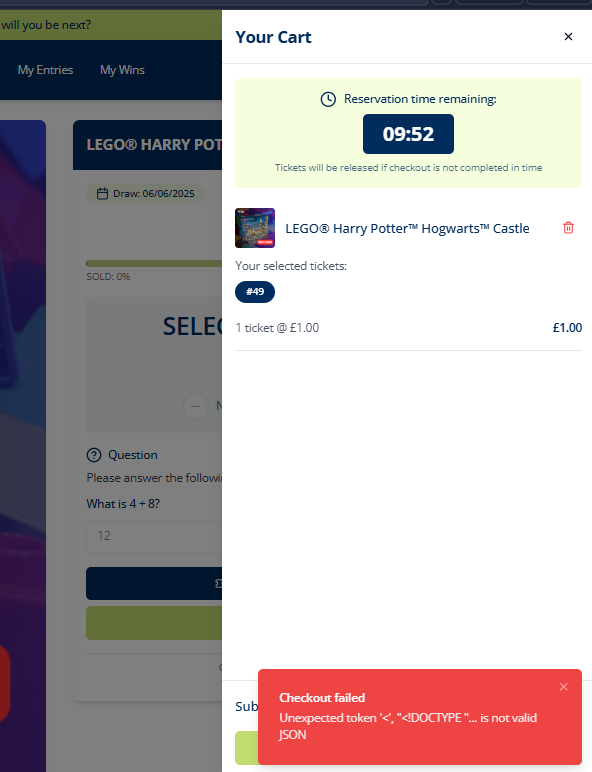 will you be next?
Your Cart
My Entries
My Wins
Reservation time remaining:
09:52
Tickets will be released if checkout is not completed in time
LEGO® HARRY POT
Draw: 06/06/2025
LEGO® Harry Potter™ Hogwarts™ Castle
Your selected tickets:
#49
SOLD: 0%
1 ticket @ £1.00
£1.00
SELEC
Question
Please answer the followi
What is 4 + 8?
12
Sub
Checkout failed
Unexpected token '<', "<!DOCTYPE "... is not valid
JSON